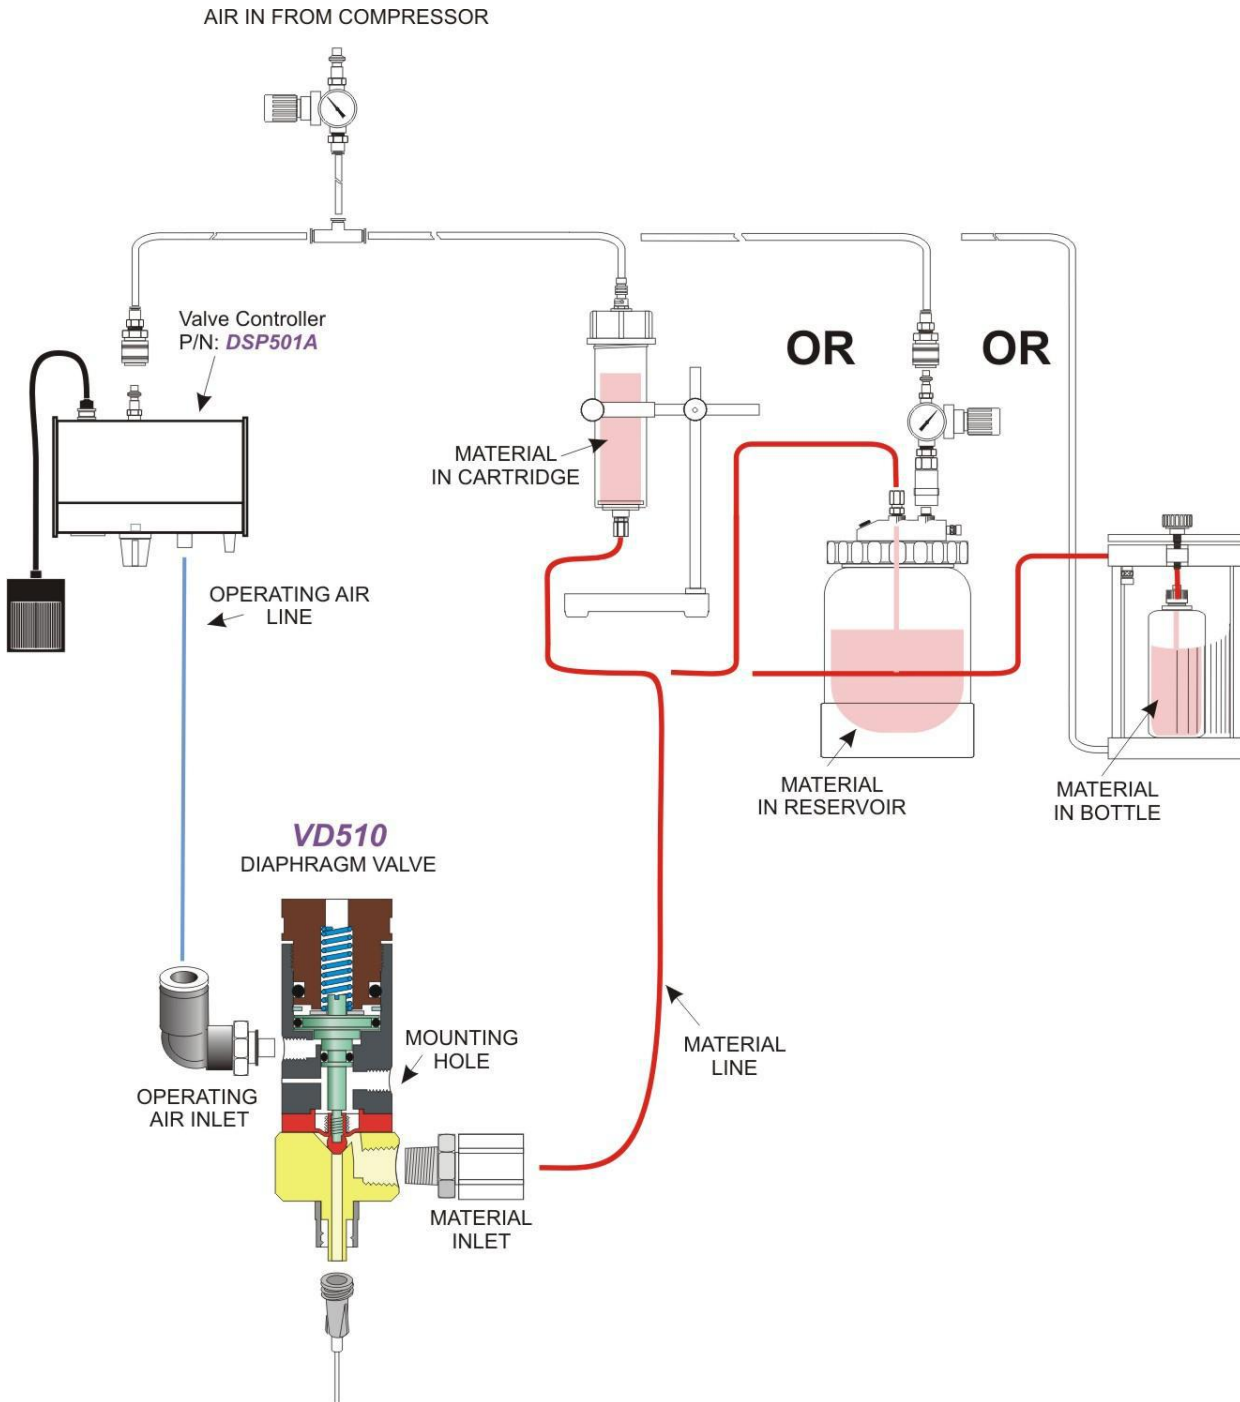 AIR IN FROM COMPRESSOR
Valve Controller
P/N: DSP501A
OR
OR
MATERIAL
IN CARTRIDGE
OPERATING AIR
LINE
MATERIAL
IN RESERVOIR
MATERIAL
IN BOTTLE
VD510
DIAPHRAGM VALVE
MOUNTING
HOLE
MATERIAL
LINE
OPERATING
AIR INLET
MATERIAL
INLET